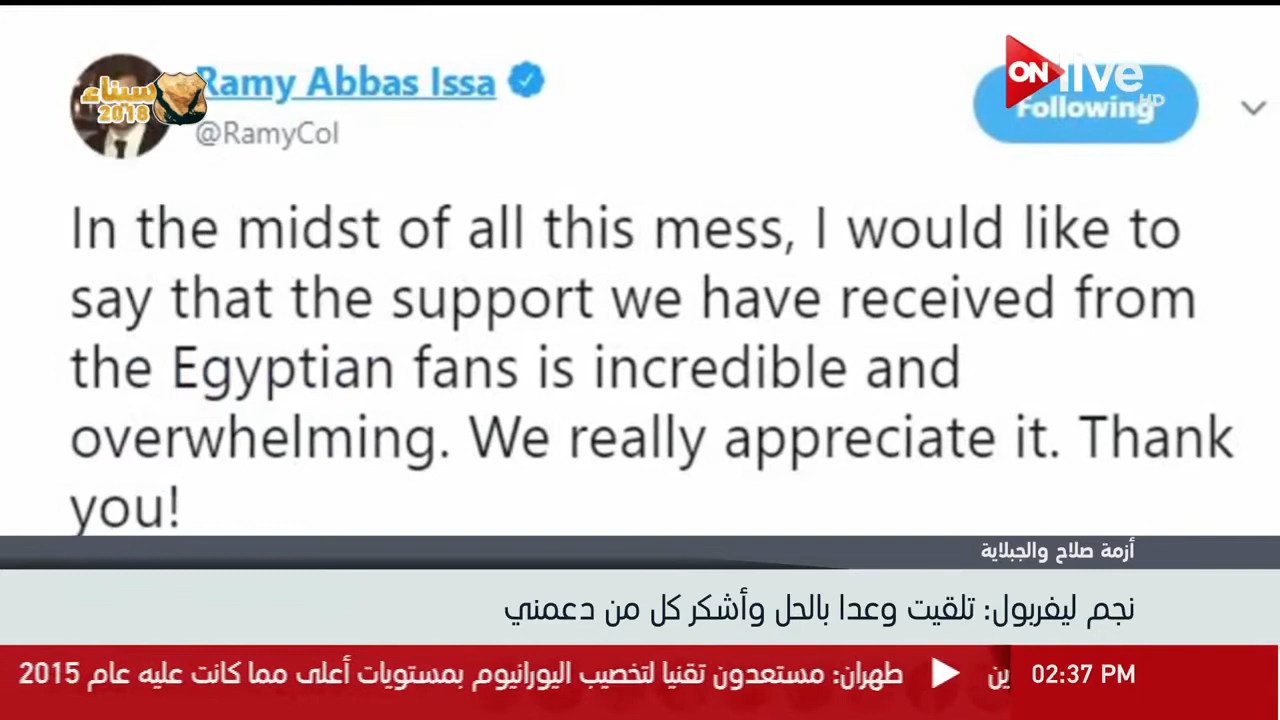 سيناء
2018
Ramy Abbas Issa
@RamyCol
ON live
HD
Following
In the midst of all this mess, I would like to
say that the support we have received from
the Egyptian fans is incredible and
overwhelming. We really appreciate it. Thank
you!
أزمة صلاح والجبلاية
نجم ليفربول: تلقيت وعدا بالحل وأشكر كل من دعمني
02:37 PM
ين
طهران: مستعدون تقنيا لتخصيب اليورانيوم بمستويات أعلى مما كانت عليه عام 2015